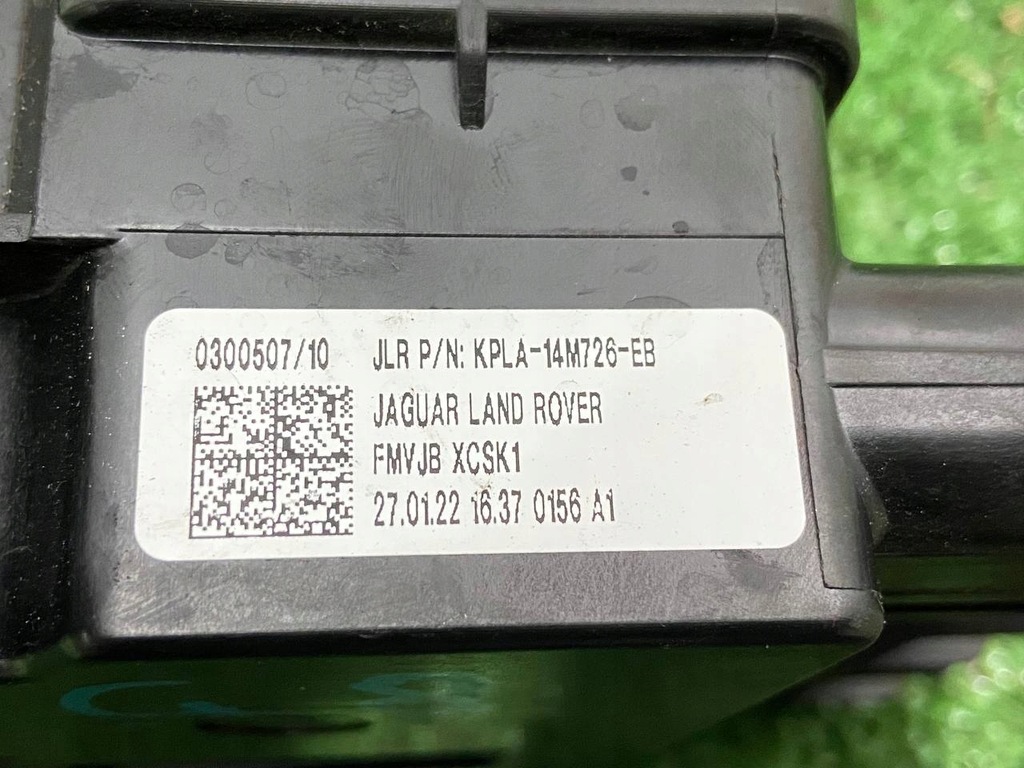 0300507/10 JLR P/N: KPLA-14M726-EB
JAGUAR LAND ROVER
FMVJB XCSK1
27.01.22 16.37 0156 A1